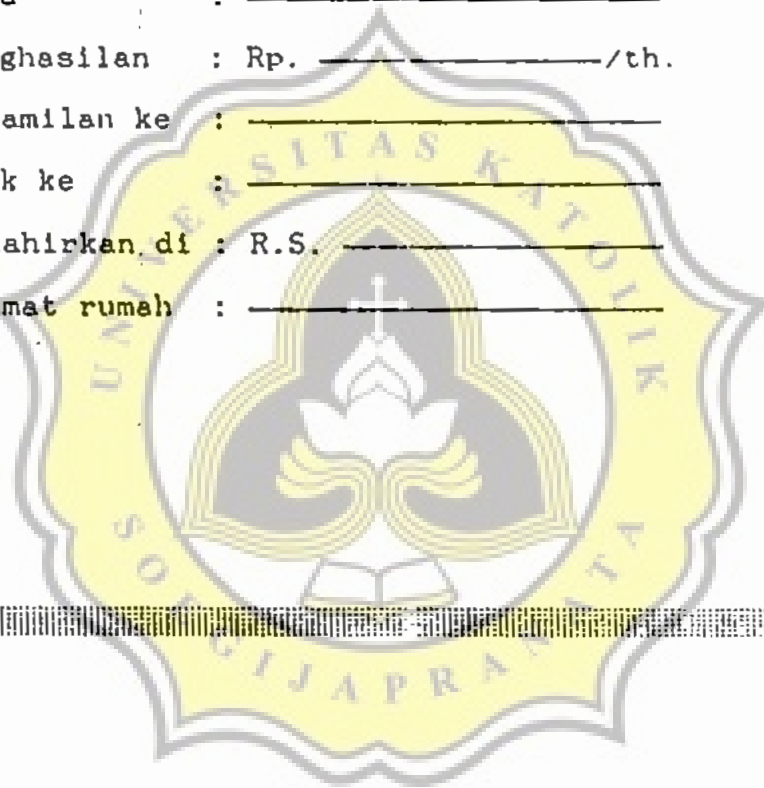 ghasilan : Rp. /th.
amilan ke :
k ke :
ahirkan di : R.S.
mat rumah :
UNIVERSITAS KATOLIK
SOEGIJAPRANATA